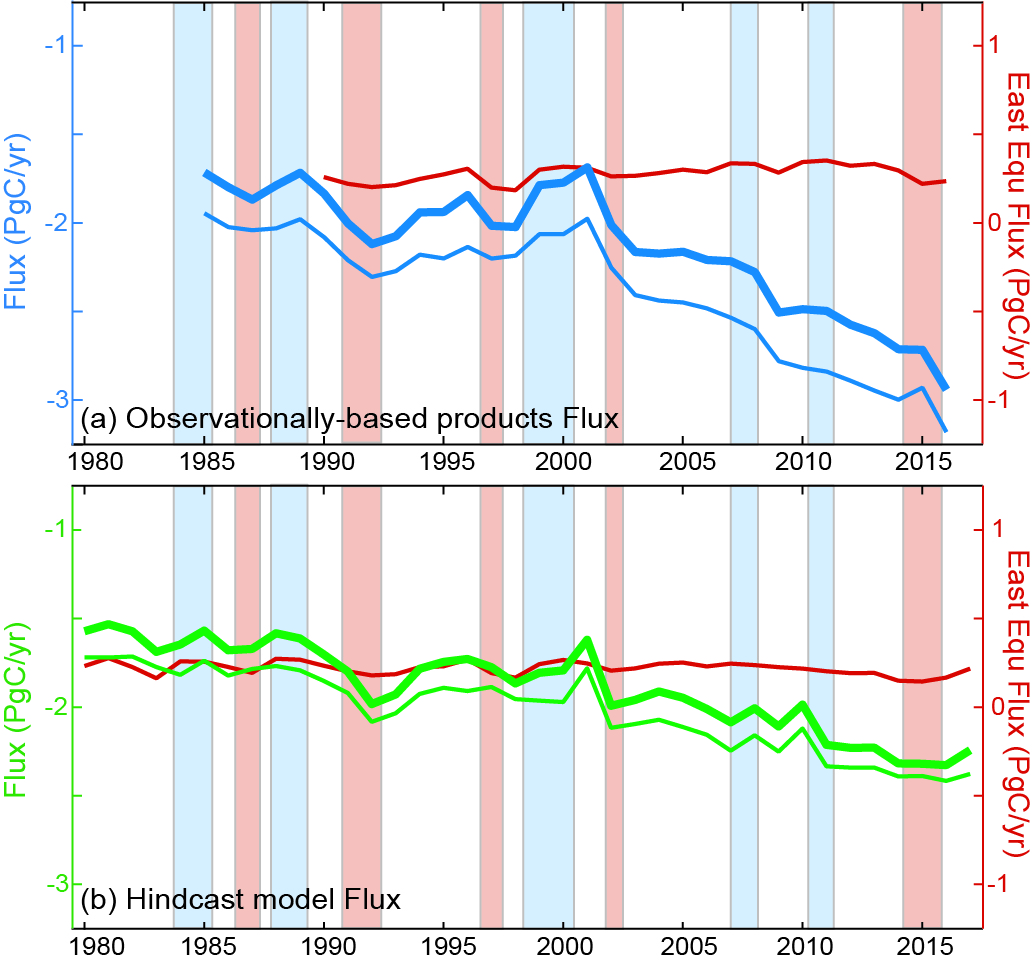 -1
-2
-3
Flux (PgC/yr)
1
0
-1
East Equ Flux (PgC/yr)
(a) Observationally-based products Flux
1980 1985 1990 1995 2000 2005 2010 2015
-1
-2
-3
Flux (PgC/yr)
1
0
-1
East Equ Flux (PgC/yr)
(b) Hindcast model Flux
1980 1985 1990 1995 2000 2005 2010 2015